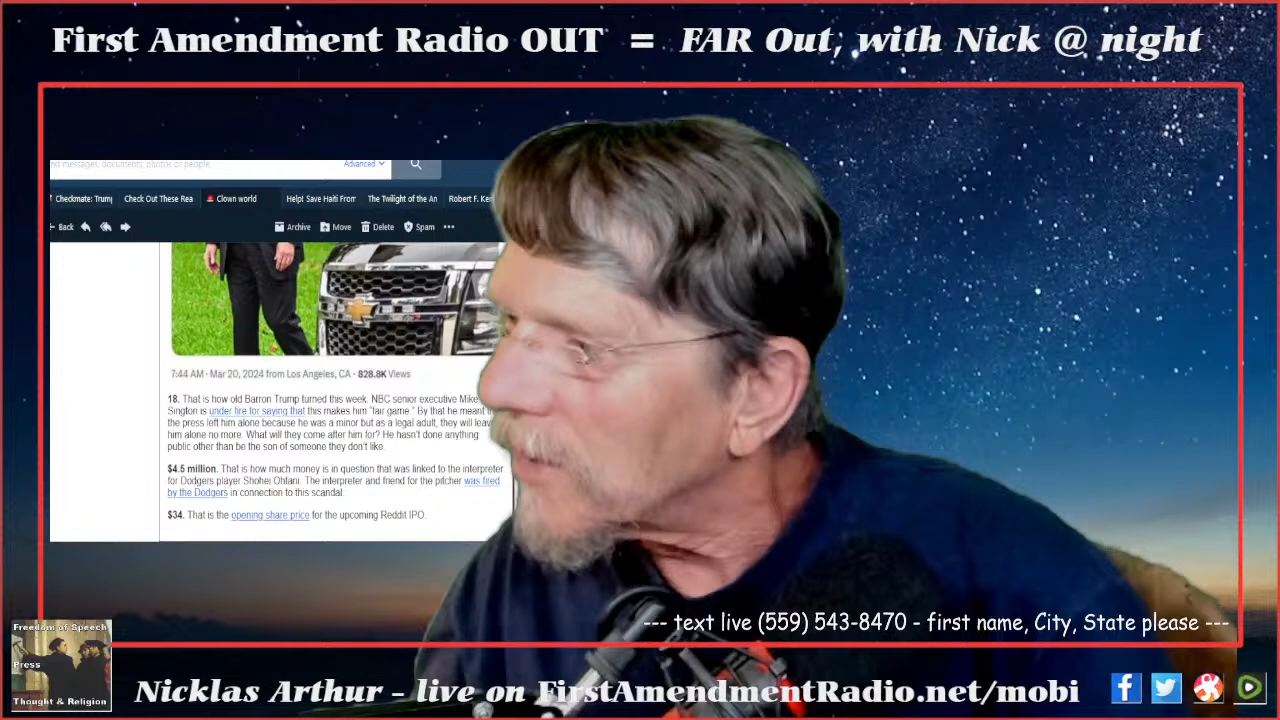 First Amendment Radio OUT = FAR Out, with Nick @ night
messages, documents, photos or people
Advanced
Checkmate: Trump
Check Out These Rea
Clown world
Help! Save Haiti From
The Twilight of the An
Robert F. Ken
Back
Archive
Move
Delete
Spam
7:44 AM · Mar 20, 2024 from Los Angeles, CA · 828.8K Views
18. That is how old Barron Trump turned this week. NBC senior executive Mike
Sington is under fire for saying that this makes him "fair game." By that he meant
the press left him alone because he was a minor but as a legal adult, they will leav
him alone no more. What will they come after him for? He hasn't done anything
public other than be the son of someone they don't like.
$4.5 million. That is how much money is in question that was linked to the interpreter
for Dodgers player Shohei Ohtani. The interpreter and friend for the pitcher was fired
by the Dodgers in connection to this scandal.
$34. That is the opening share price for the upcoming Reddit IPO.
--- text live (559) 543-8470 - first name, City, State please ---
Freedom of Speech
Press
Thought & Religion
Nicklas Arthur - live on FirstAmendmentRadio.net/mobi